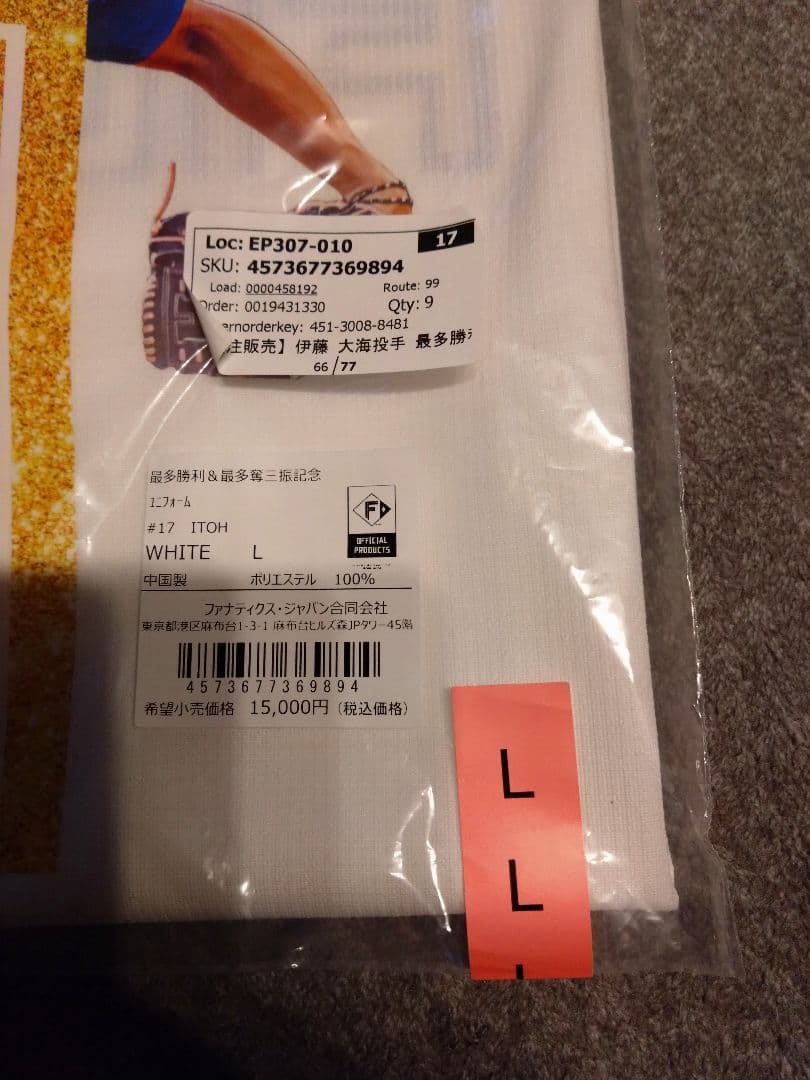 Loc: EP307-010 17
SKU: 4573677369894
Load: 0000458192 Route: 99
Order: 0019431330 Qty: 9
ernorderkey: 451-3008-8481
注販売】伊藤 大海投手 最多勝
66/77
最多勝利&最多奪三振記念
ユニフォーム
#17 ITOH
WHITE L
F
OFFICIAL
PRODUCTS
中国製 ポリエステル 100%
ファナティクス・ジャパン合同会社
東京都港区麻布台1-3-1 麻布台ヒルズ森JPタワー45階
4573677369894
希望小売価格 15,000円(税込価格)
L
L